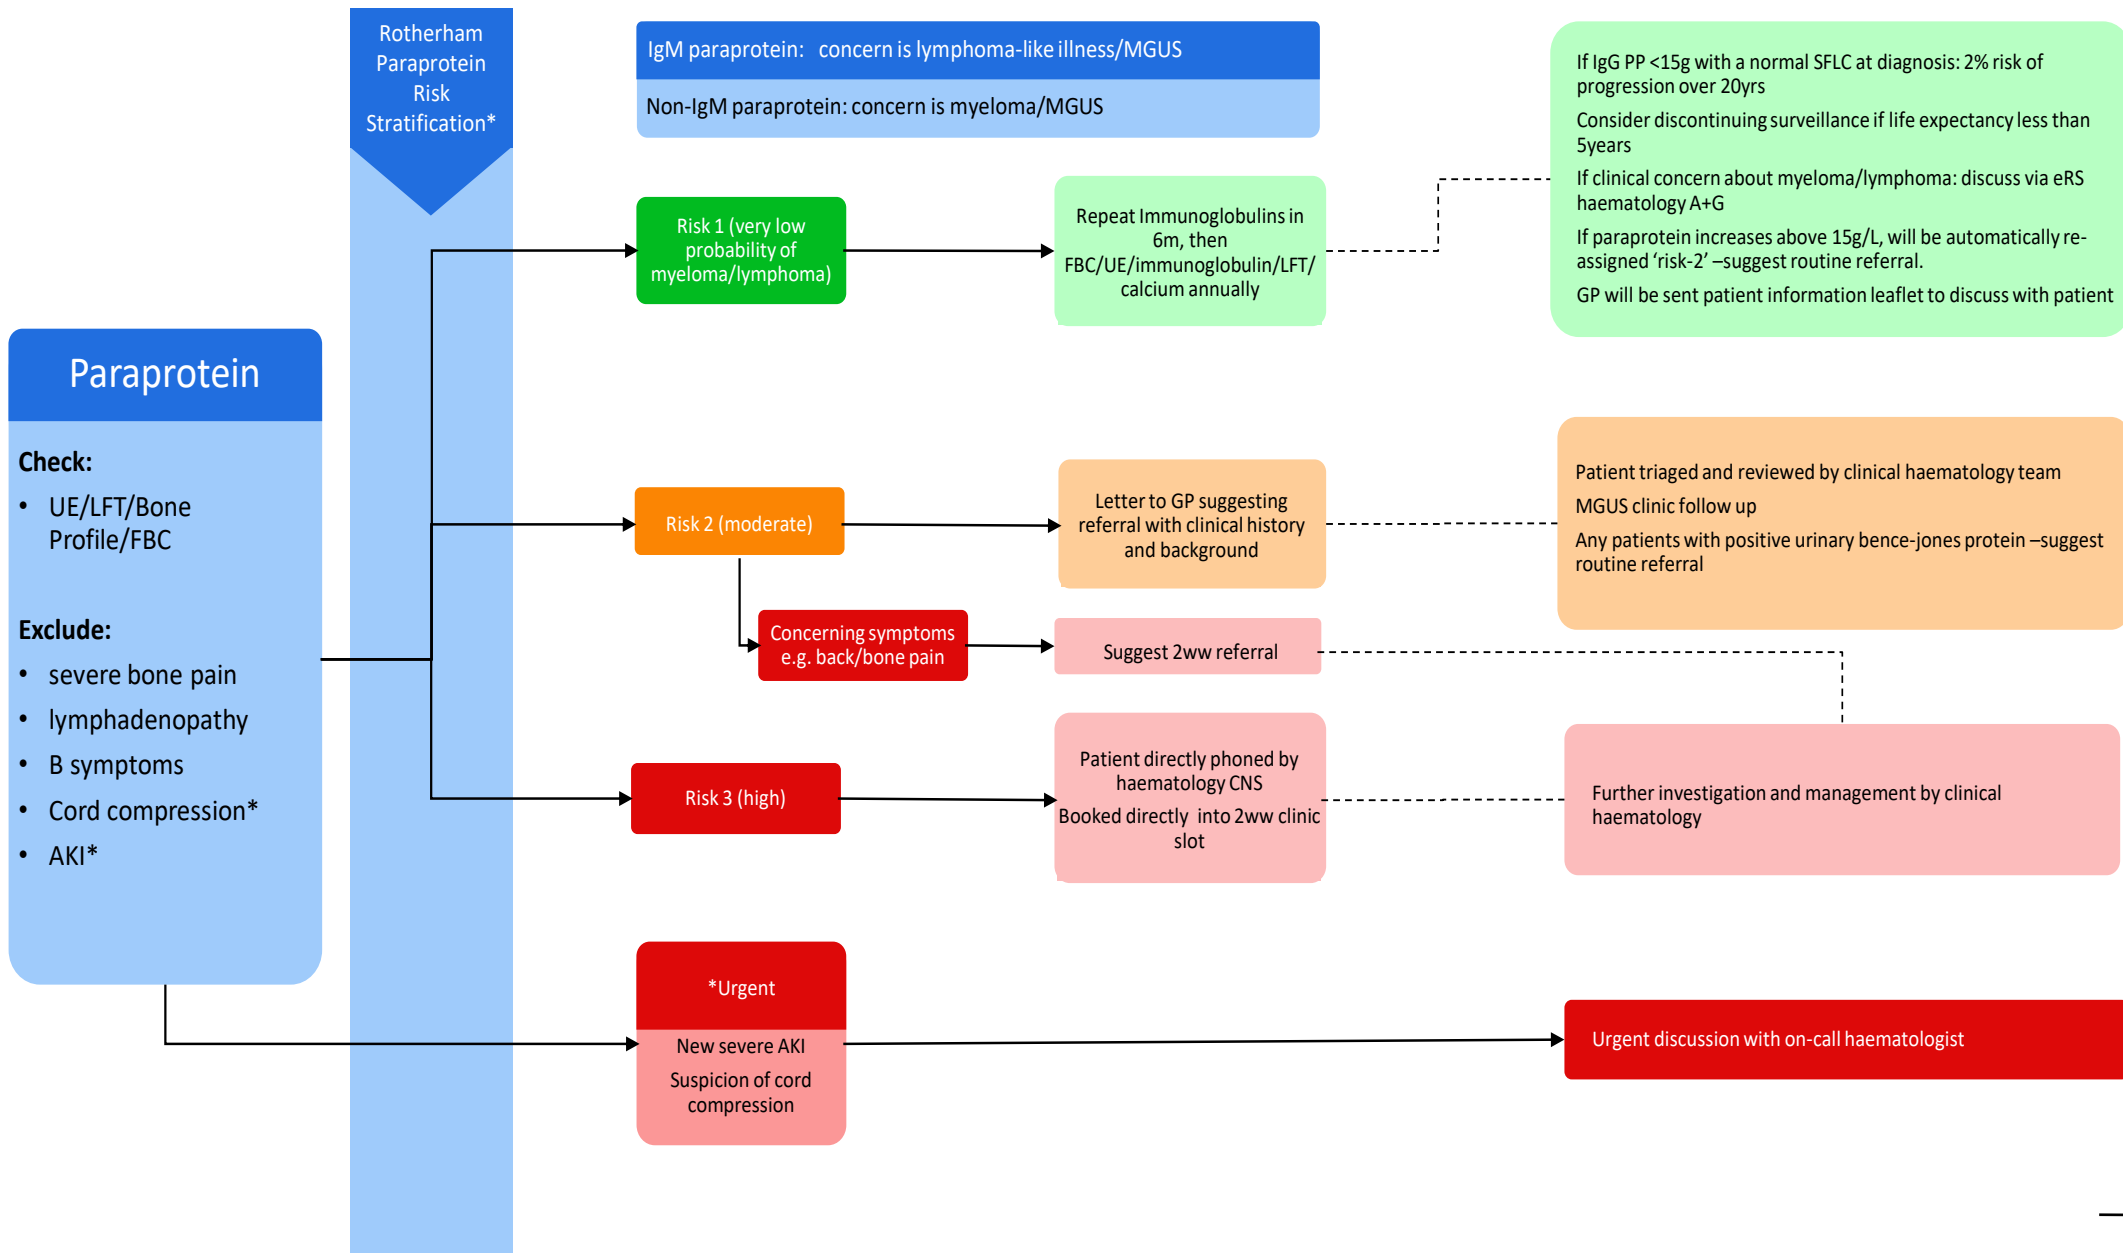 Rotherham
Paraprotein
Risk
Stratification*
IgM paraprotein: concern is lymphoma-like illness/MGUS
Non-IgM paraprotein: concern is myeloma/MGUS
If IgG PP <15g with a normal SFLC at diagnosis: 2% risk of
progression over 20yrs
Consider discontinuing surveillance if life expectancy less than
5years
If clinical concern about myeloma/lymphoma: discuss via eRS
haematology A+G
If paraprotein increases above 15g/L, will be automatically re-
assigned ‘risk-2’ –suggest routine referral.
GP will be sent patient information leaflet to discuss with patient
Risk 1 (very low
probability of
myeloma/lymphoma)
Repeat Immunoglobulins in
6m, then
FBC/UE/immunoglobulin/LFT/
calcium annually
Paraprotein
Check:
• UE/LFT/Bone
Profile/FBC
Exclude:
• severe bone pain
• lymphadenopathy
• B symptoms
• Cord compression*
• AKI*
Risk 2 (moderate)
Letter to GP suggesting
referral with clinical history
and background
Patient triaged and reviewed by clinical haematology team
MGUS clinic follow up
Any patients with positive urinary bence-jones protein –suggest
routine referral
Concerning symptoms
e.g. back/bone pain
Suggest 2ww referral
Risk 3 (high)
Patient directly phoned by
haematology CNS
Booked directly into 2ww clinic
slot
Further investigation and management by clinical
haematology
*Urgent
New severe AKI
Suspicion of cord
compression
Urgent discussion with on-call haematologist